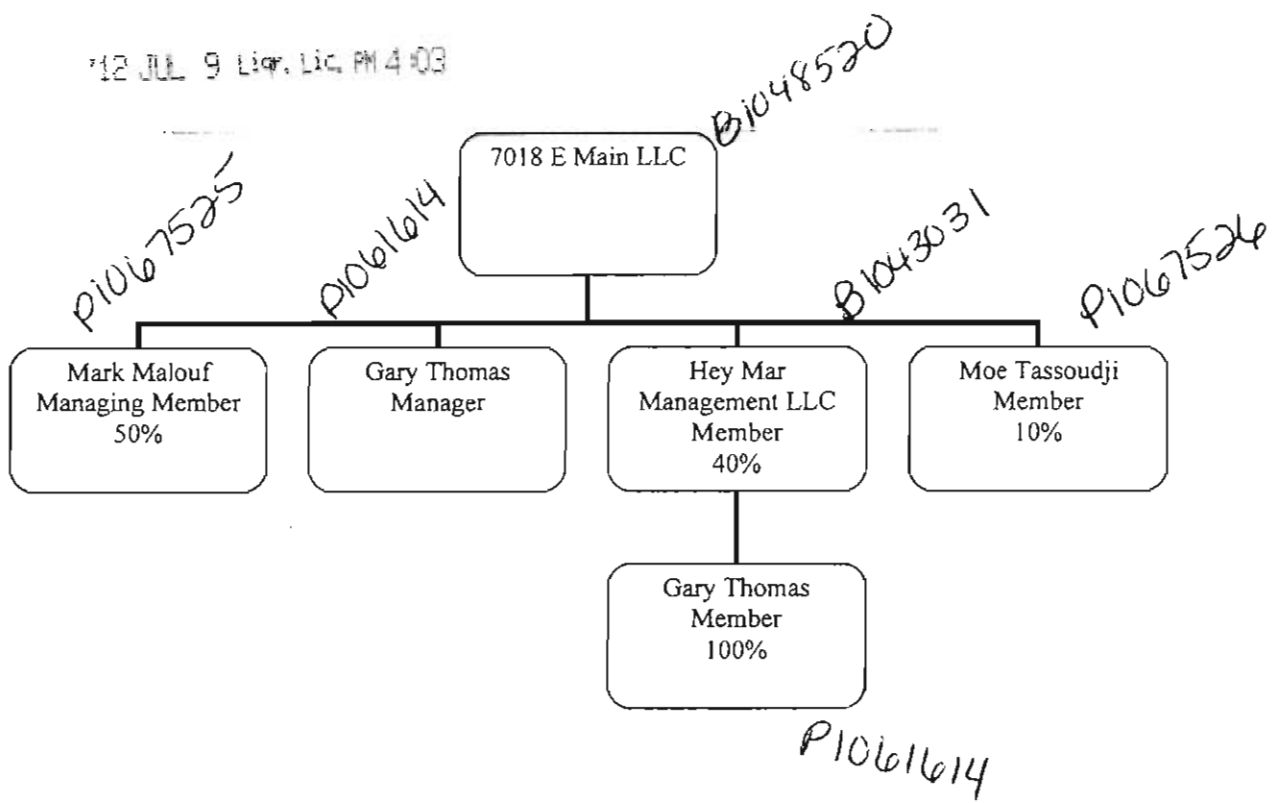 '12 JUL 9 Liqr. Lic. PM 4:03
B1048520
7018 E Main LLC
P1067525
P1061614
B1043031
P1067526
Mark Malouf
Managing Member
50%
Gary Thomas
Manager
Hey Mar
Management LLC
Member
40%
Moe Tassoudji
Member
10%
Gary Thomas
Member
100%
P1061614